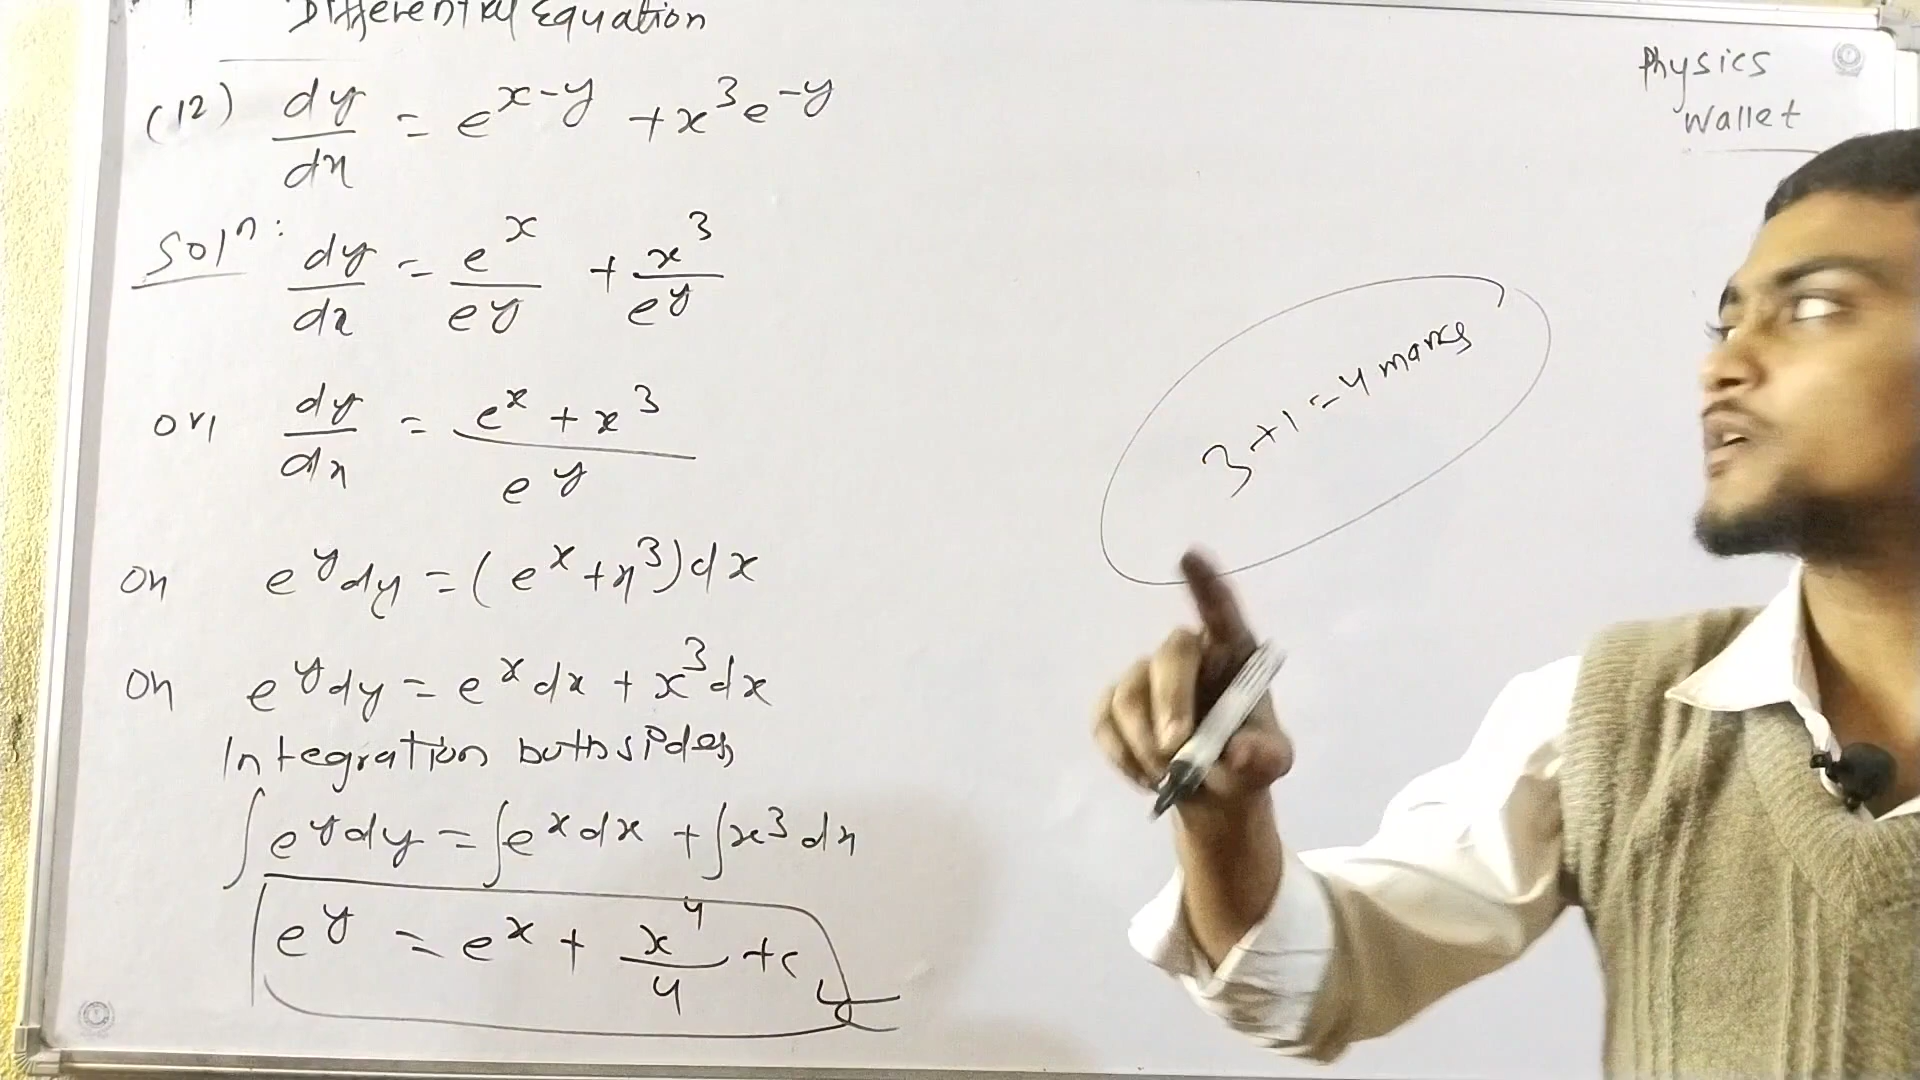 Differential Equation
Physics
Wallet
(12) dy/dx = e^(x-y) + x^3 e^(-y)
Solⁿ: dy/dx = e^x/e^y + x^3/e^y
or, dy/dx = (e^x + x^3)/e^y
or e^y dy = (e^x + x^3) dx
or e^y dy = e^x dx + x^3 dx
Integration both sides,
∫e^y dy = ∫e^x dx + ∫x^3 dx
e^y = e^x + x^4/4 + c
3+1=4 marks